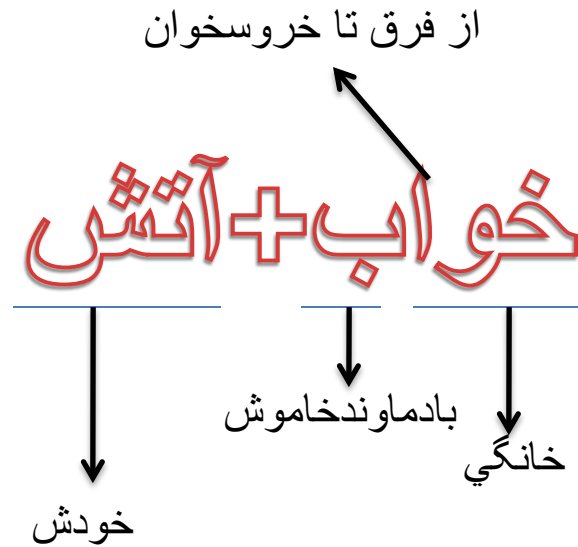 از فرق تا خروسخوان
خواب+آتش
بادماوندخاموش
خانگي
خودش